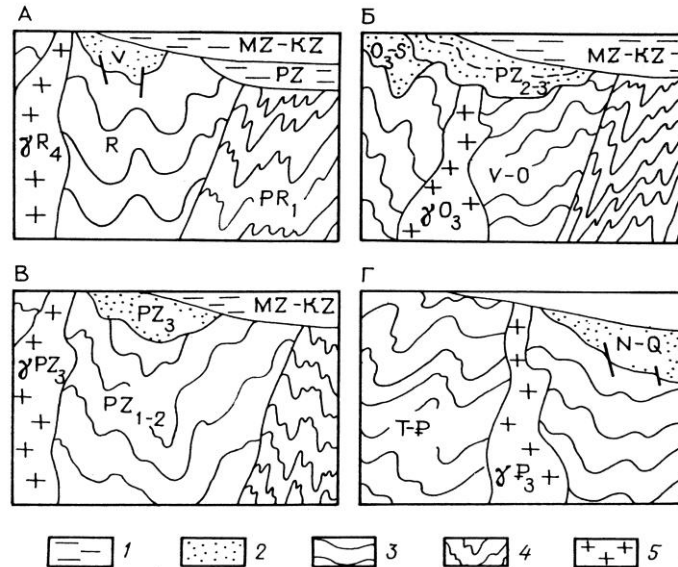 А
V
MZ-KZ
PZ
γR₄
R
PR₁
Б
O₃-S
MZ-KZ
PZ₂₋₃
V-O
γO₃
В
PZ₃
MZ-KZ
γPZ₃
PZ₁₋₂
Г
N-Q
T-₽
γ₽₃
1 2 3 4 5